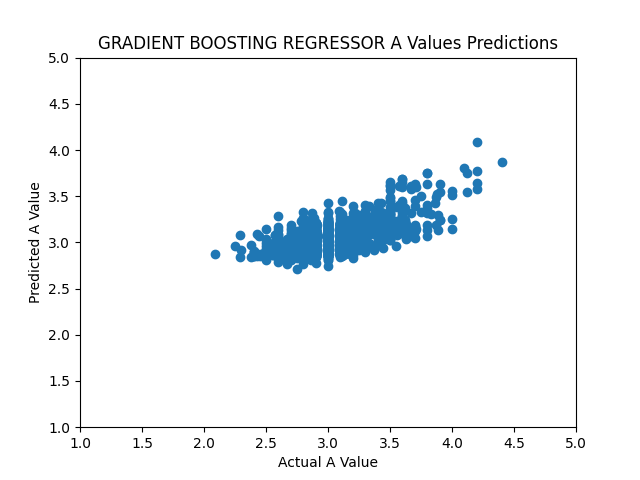 GRADIENT BOOSTING REGRESSOR A Values Predictions
5.0
4.5
4.0
3.5
3.0
2.5
2.0
1.5
1.0
Predicted A Value
1.0 1.5 2.0 2.5 3.0 3.5 4.0 4.5 5.0
Actual A Value